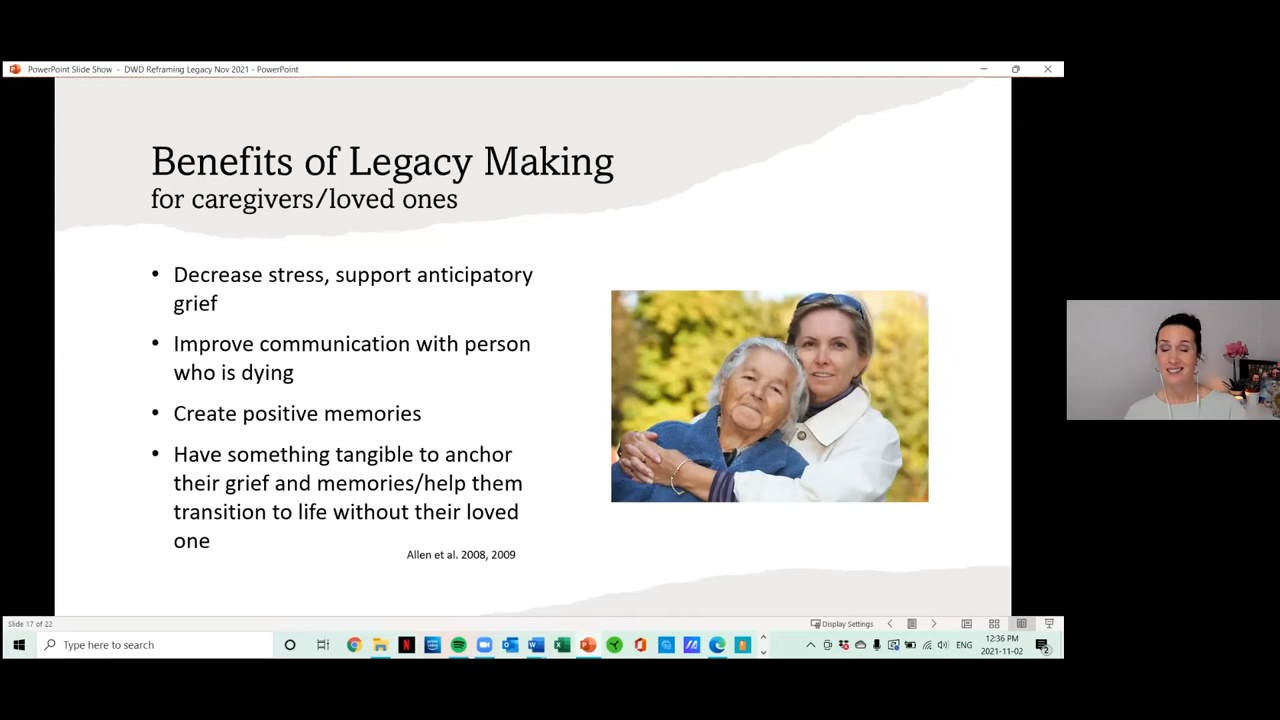 PowerPoint Slide Show - DWD Reframing Legacy Nov 2021 - PowerPoint
Benefits of Legacy Making
for caregivers/loved ones
• Decrease stress, support anticipatory
grief
• Improve communication with person
who is dying
• Create positive memories
• Have something tangible to anchor
their grief and memories/help them
transition to life without their loved
one
Allen et al. 2008, 2009
Slide 17 of 22
Display Settings
Type here to search
ENG
12:36 PM
2021-11-02
2